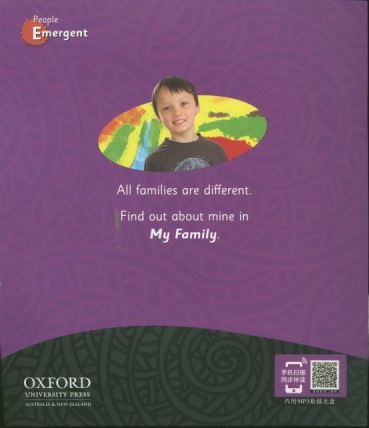 People
Emergent
All families are different.
Find out about mine in
My Family.
OXFORD
UNIVERSITY PRESS
AUSTRALIA & NEW ZEALAND
手机扫描
同步伴读
内附MP3数据光盘